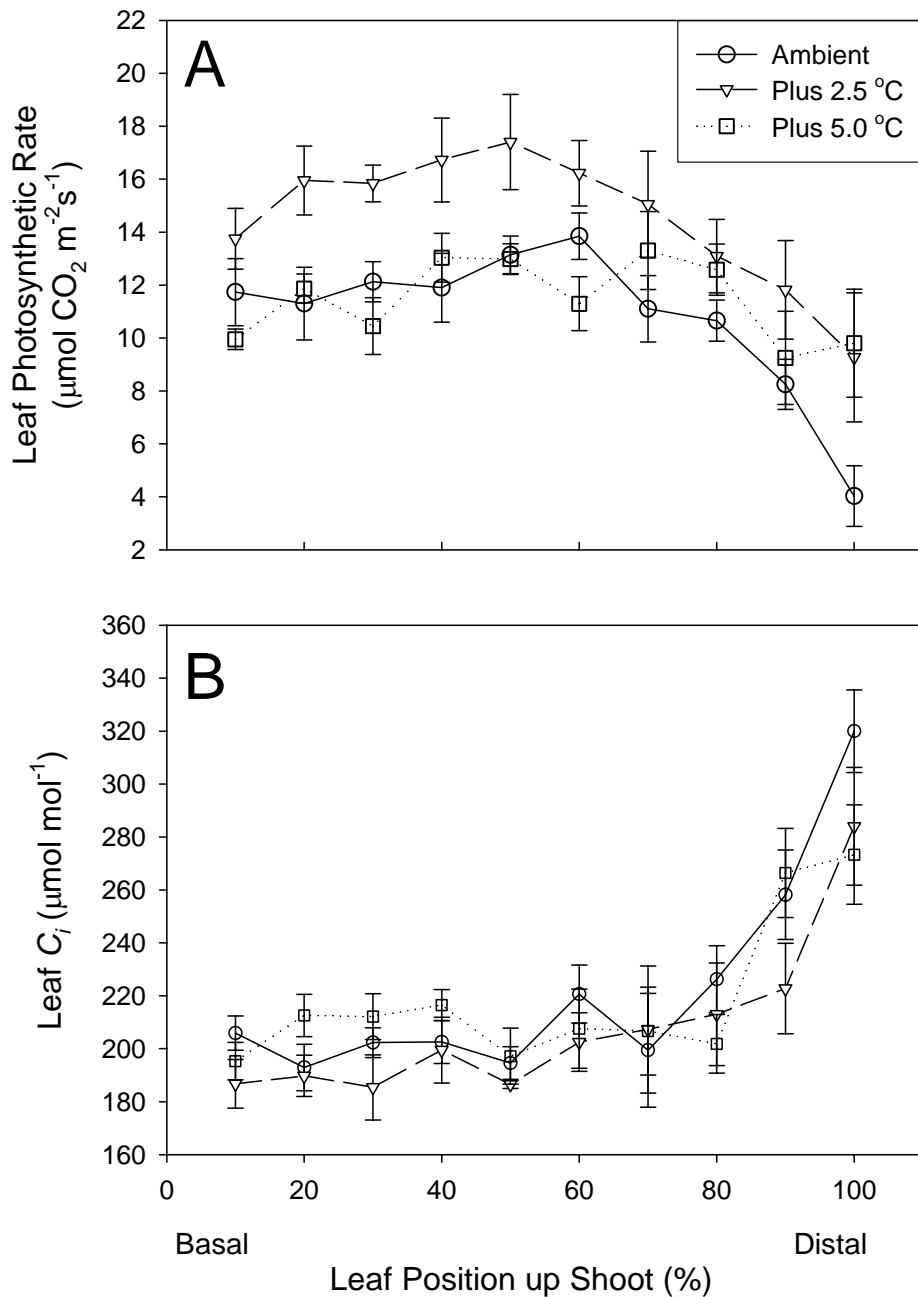 A
Ambient
Plus 2.5 °C
Plus 5.0 °C
Leaf Photosynthetic Rate
(μmol CO₂ m⁻²s⁻¹)
22
20
18
16
14
12
10
8
6
4
2
B
Leaf Cᵢ (μmol mol⁻¹)
360
340
320
300
280
260
240
220
200
180
160
0 20 40 60 80 100
Basal Distal
Leaf Position up Shoot (%)